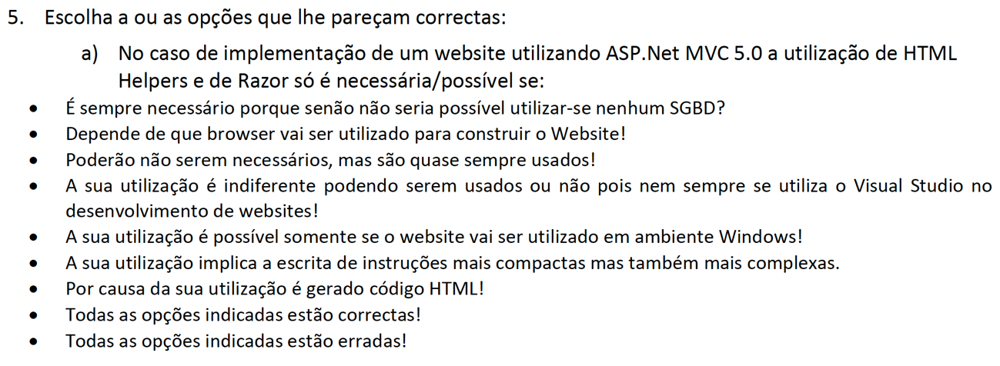 5. Escolha a ou as opções que lhe pareçam correctas:
a) No caso de implementação de um website utilizando ASP.Net MVC 5.0 a utilização de HTML
Helpers e de Razor só é necessária/possível se:
• É sempre necessário porque senão não seria possível utilizar-se nenhum SGBD?
• Depende de que browser vai ser utilizado para construir o Website!
• Poderão não serem necessários, mas são quase sempre usados!
• A sua utilização é indiferente podendo serem usados ou não pois nem sempre se utiliza o Visual Studio no
desenvolvimento de websites!
• A sua utilização é possível somente se o website vai ser utilizado em ambiente Windows!
• A sua utilização implica a escrita de instruções mais compactas mas também mais complexas.
• Por causa da sua utilização é gerado código HTML!
• Todas as opções indicadas estão correctas!
• Todas as opções indicadas estão erradas!